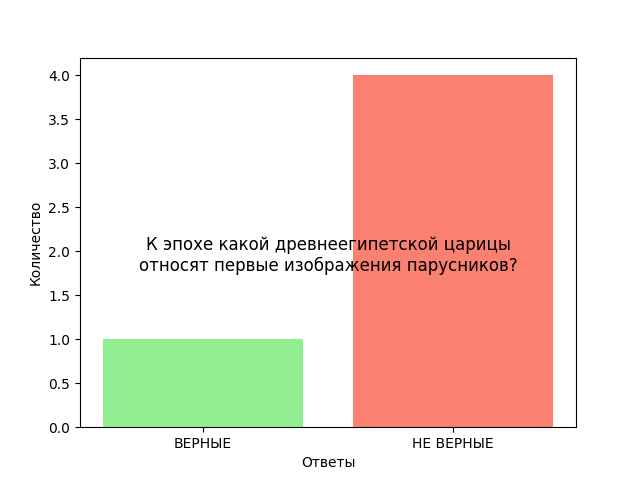 4.0
3.5
3.0
2.5
2.0
1.5
1.0
0.5
0.0
Количество
К эпохе какой древнеегипетской царицы
относят первые изображения парусников?
ВЕРНЫЕ
НЕ ВЕРНЫЕ
Ответы